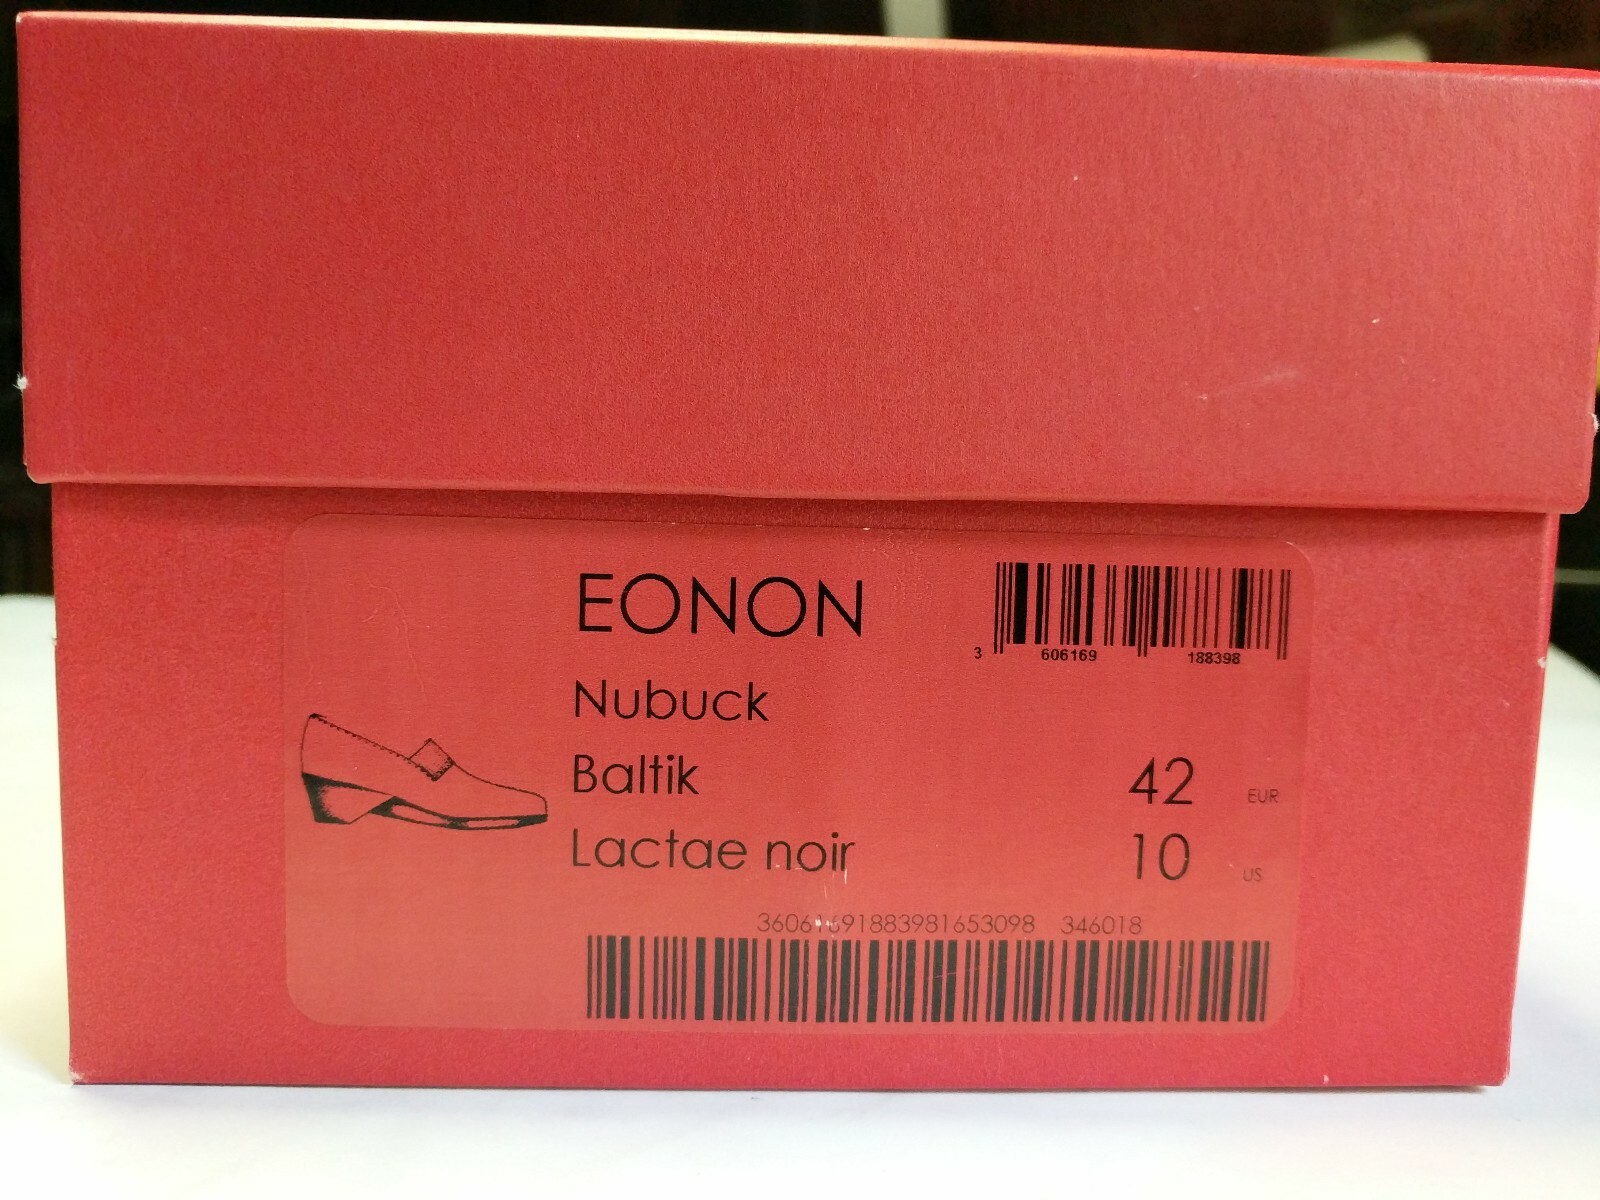 EONON
3 606169 188398
Nubuck
Baltik 42 EUR
Lactae noir 10 US
36061691883981653098 346018